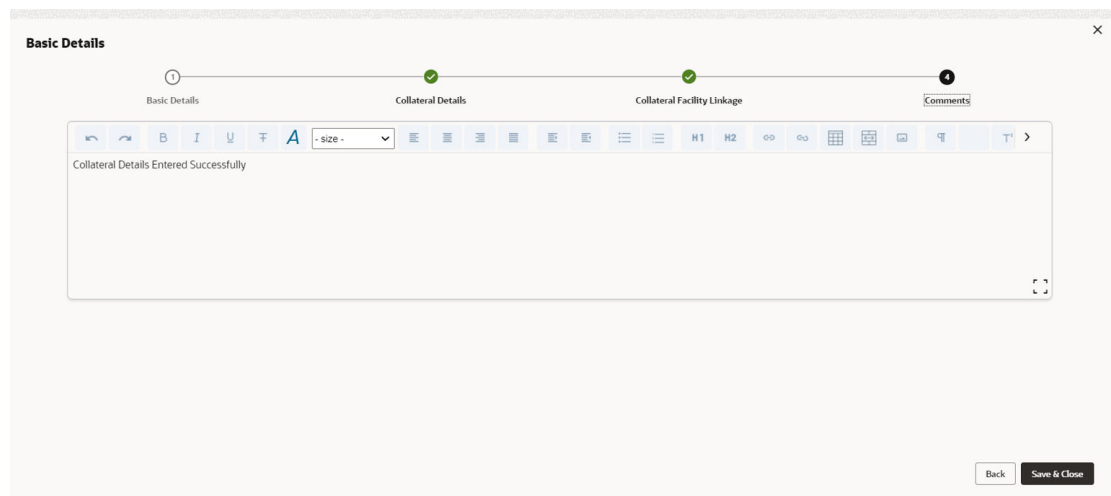 Basic Details
1
Basic Details
Collateral Details
Collateral Facility Linkage
4
Comments
B I U T A - size - H1 H2 T
Collateral Details Entered Successfully
Back Save & Close